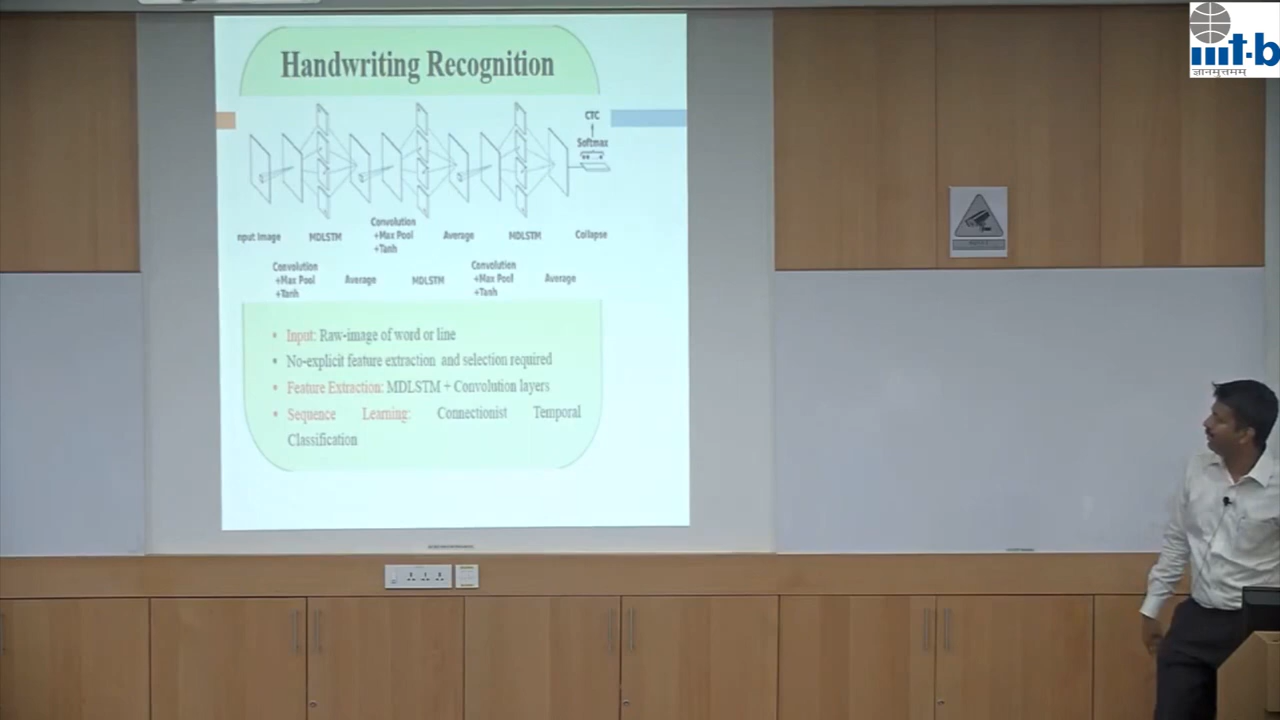 iiit-b
ज्ञानमुत्तमम्
Handwriting Recognition
CTC
Softmax
nput Image
MDLSTM
Convolution
+Max Pool
+Tanh
Average
MDLSTM
Collapse
Convolution
+Max Pool
+Tanh
Average
MDLSTM
Convolution
+Max Pool
+Tanh
Average
• Input: Raw-image of word or line
• No-explicit feature extraction and selection required
• Feature Extraction: MDLSTM + Convolution layers
• Sequence Learning: Connectionist Temporal
Classification